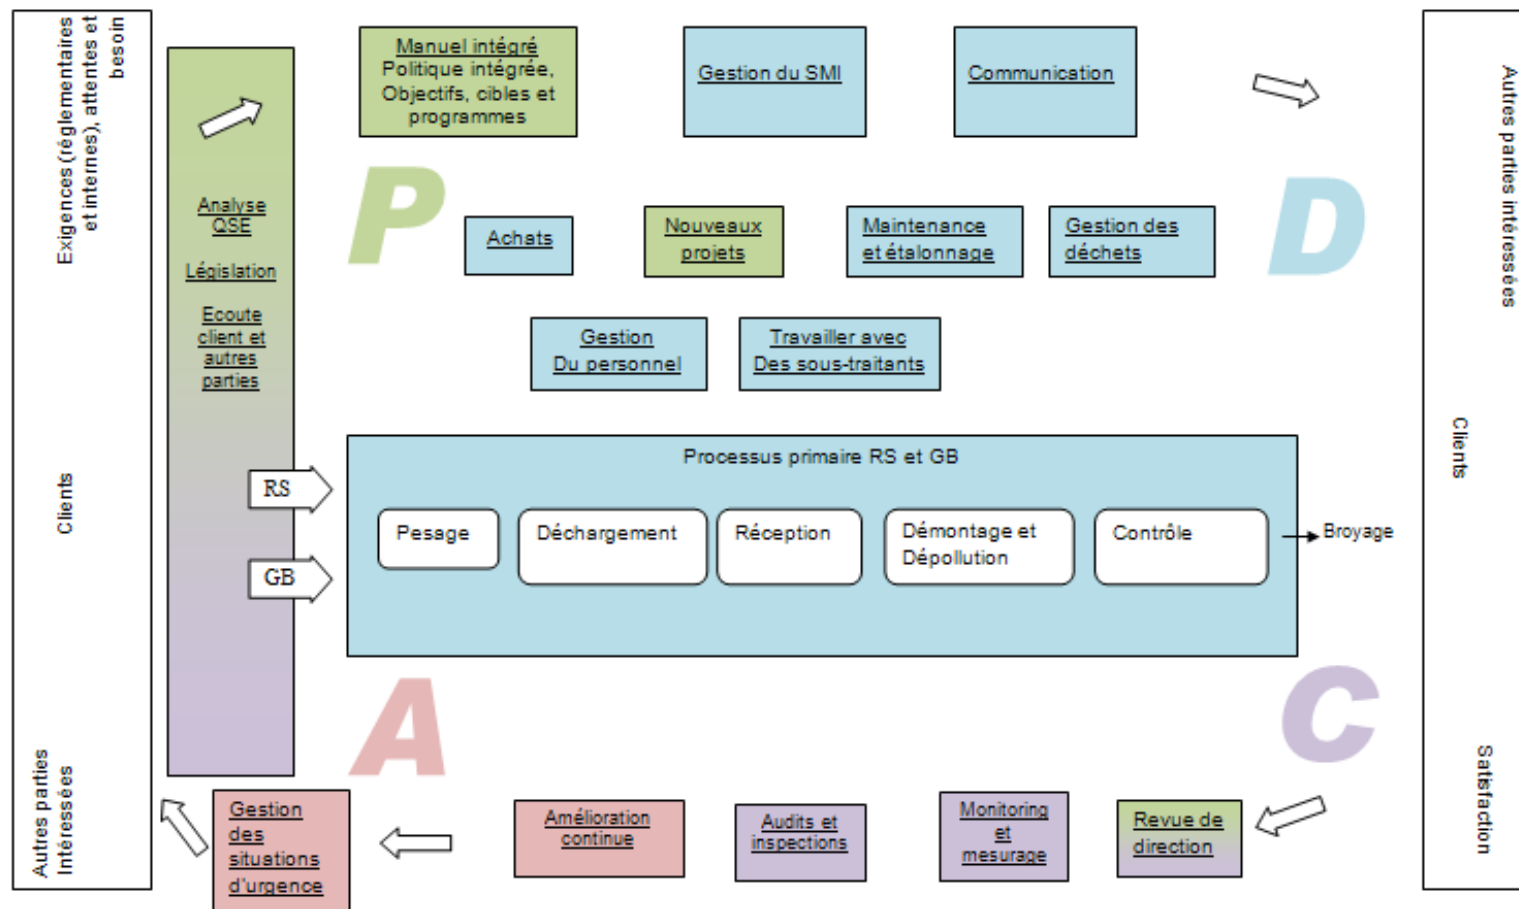 Exigences (réglementaires
et internes), attentes et
besoin
Clients
Autres parties
Intéressées
Analyse
QSE
Législation
Ecoute
client et
autres
parties
Manuel intégré
Politique intégrée,
Objectifs, cibles et
programmes
Gestion du SMI
Communication
P
D
Achats
Nouveaux
projets
Maintenance
et étalonnage
Gestion des
déchets
Gestion
Du personnel
Travailler avec
Des sous-traitants
RS
GB
Processus primaire RS et GB
Pesage
Déchargement
Réception
Démontage et
Dépollution
Contrôle
Broyage
A
C
Gestion
des
situations
d'urgence
Amélioration
continue
Audits et
inspections
Monitoring
et
mesurage
Revue de
direction
Autres parties intéressées
Clients
Satisfaction